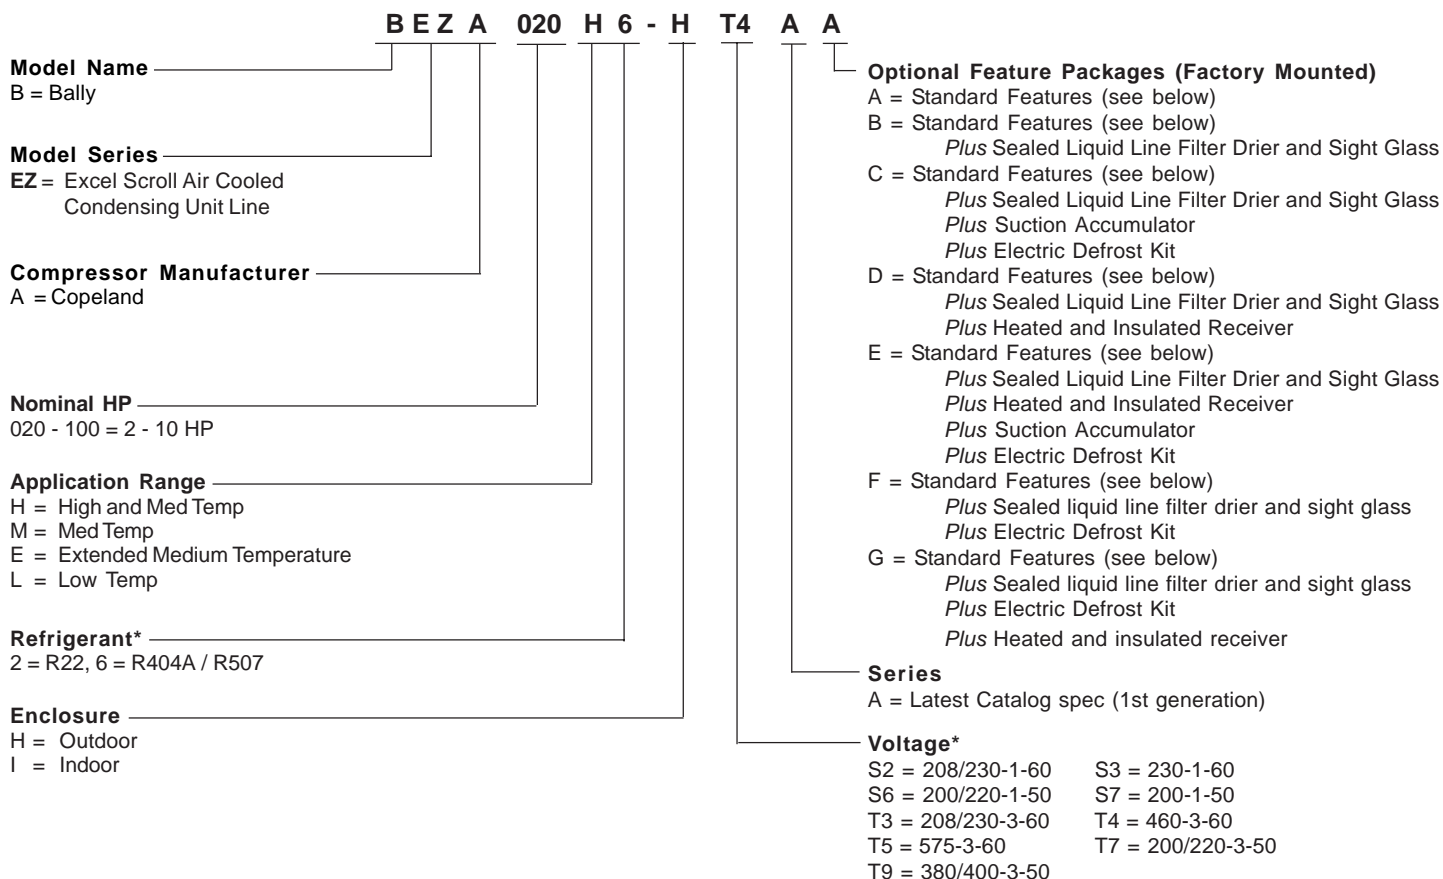 B E Z A 020 H 6 - H T4 A A
Model Name
B = Bally
Model Series
EZ = Excel Scroll Air Cooled
Condensing Unit Line
Compressor Manufacturer
A = Copeland
Nominal HP
020 - 100 = 2 - 10 HP
Application Range
H = High and Med Temp
M = Med Temp
E = Extended Medium Temperature
L = Low Temp
Refrigerant*
2 = R22, 6 = R404A / R507
Enclosure
H = Outdoor
I = Indoor
Optional Feature Packages (Factory Mounted)
A = Standard Features (see below)
B = Standard Features (see below)
Plus Sealed Liquid Line Filter Drier and Sight Glass
C = Standard Features (see below)
Plus Sealed Liquid Line Filter Drier and Sight Glass
Plus Suction Accumulator
Plus Electric Defrost Kit
D = Standard Features (see below)
Plus Sealed Liquid Line Filter Drier and Sight Glass
Plus Heated and Insulated Receiver
E = Standard Features (see below)
Plus Sealed Liquid Line Filter Drier and Sight Glass
Plus Heated and Insulated Receiver
Plus Suction Accumulator
Plus Electric Defrost Kit
F = Standard Features (see below)
Plus Sealed liquid line filter drier and sight glass
Plus Electric Defrost Kit
G = Standard Features (see below)
Plus Sealed liquid line filter drier and sight glass
Plus Electric Defrost Kit
Plus Heated and insulated receiver
Series
A = Latest Catalog spec (1st generation)
Voltage*
S2 = 208/230-1-60 S3 = 230-1-60
S6 = 200/220-1-50 S7 = 200-1-50
T3 = 208/230-3-60 T4 = 460-3-60
T5 = 575-3-60 T7 = 200/220-3-50
T9 = 380/400-3-50